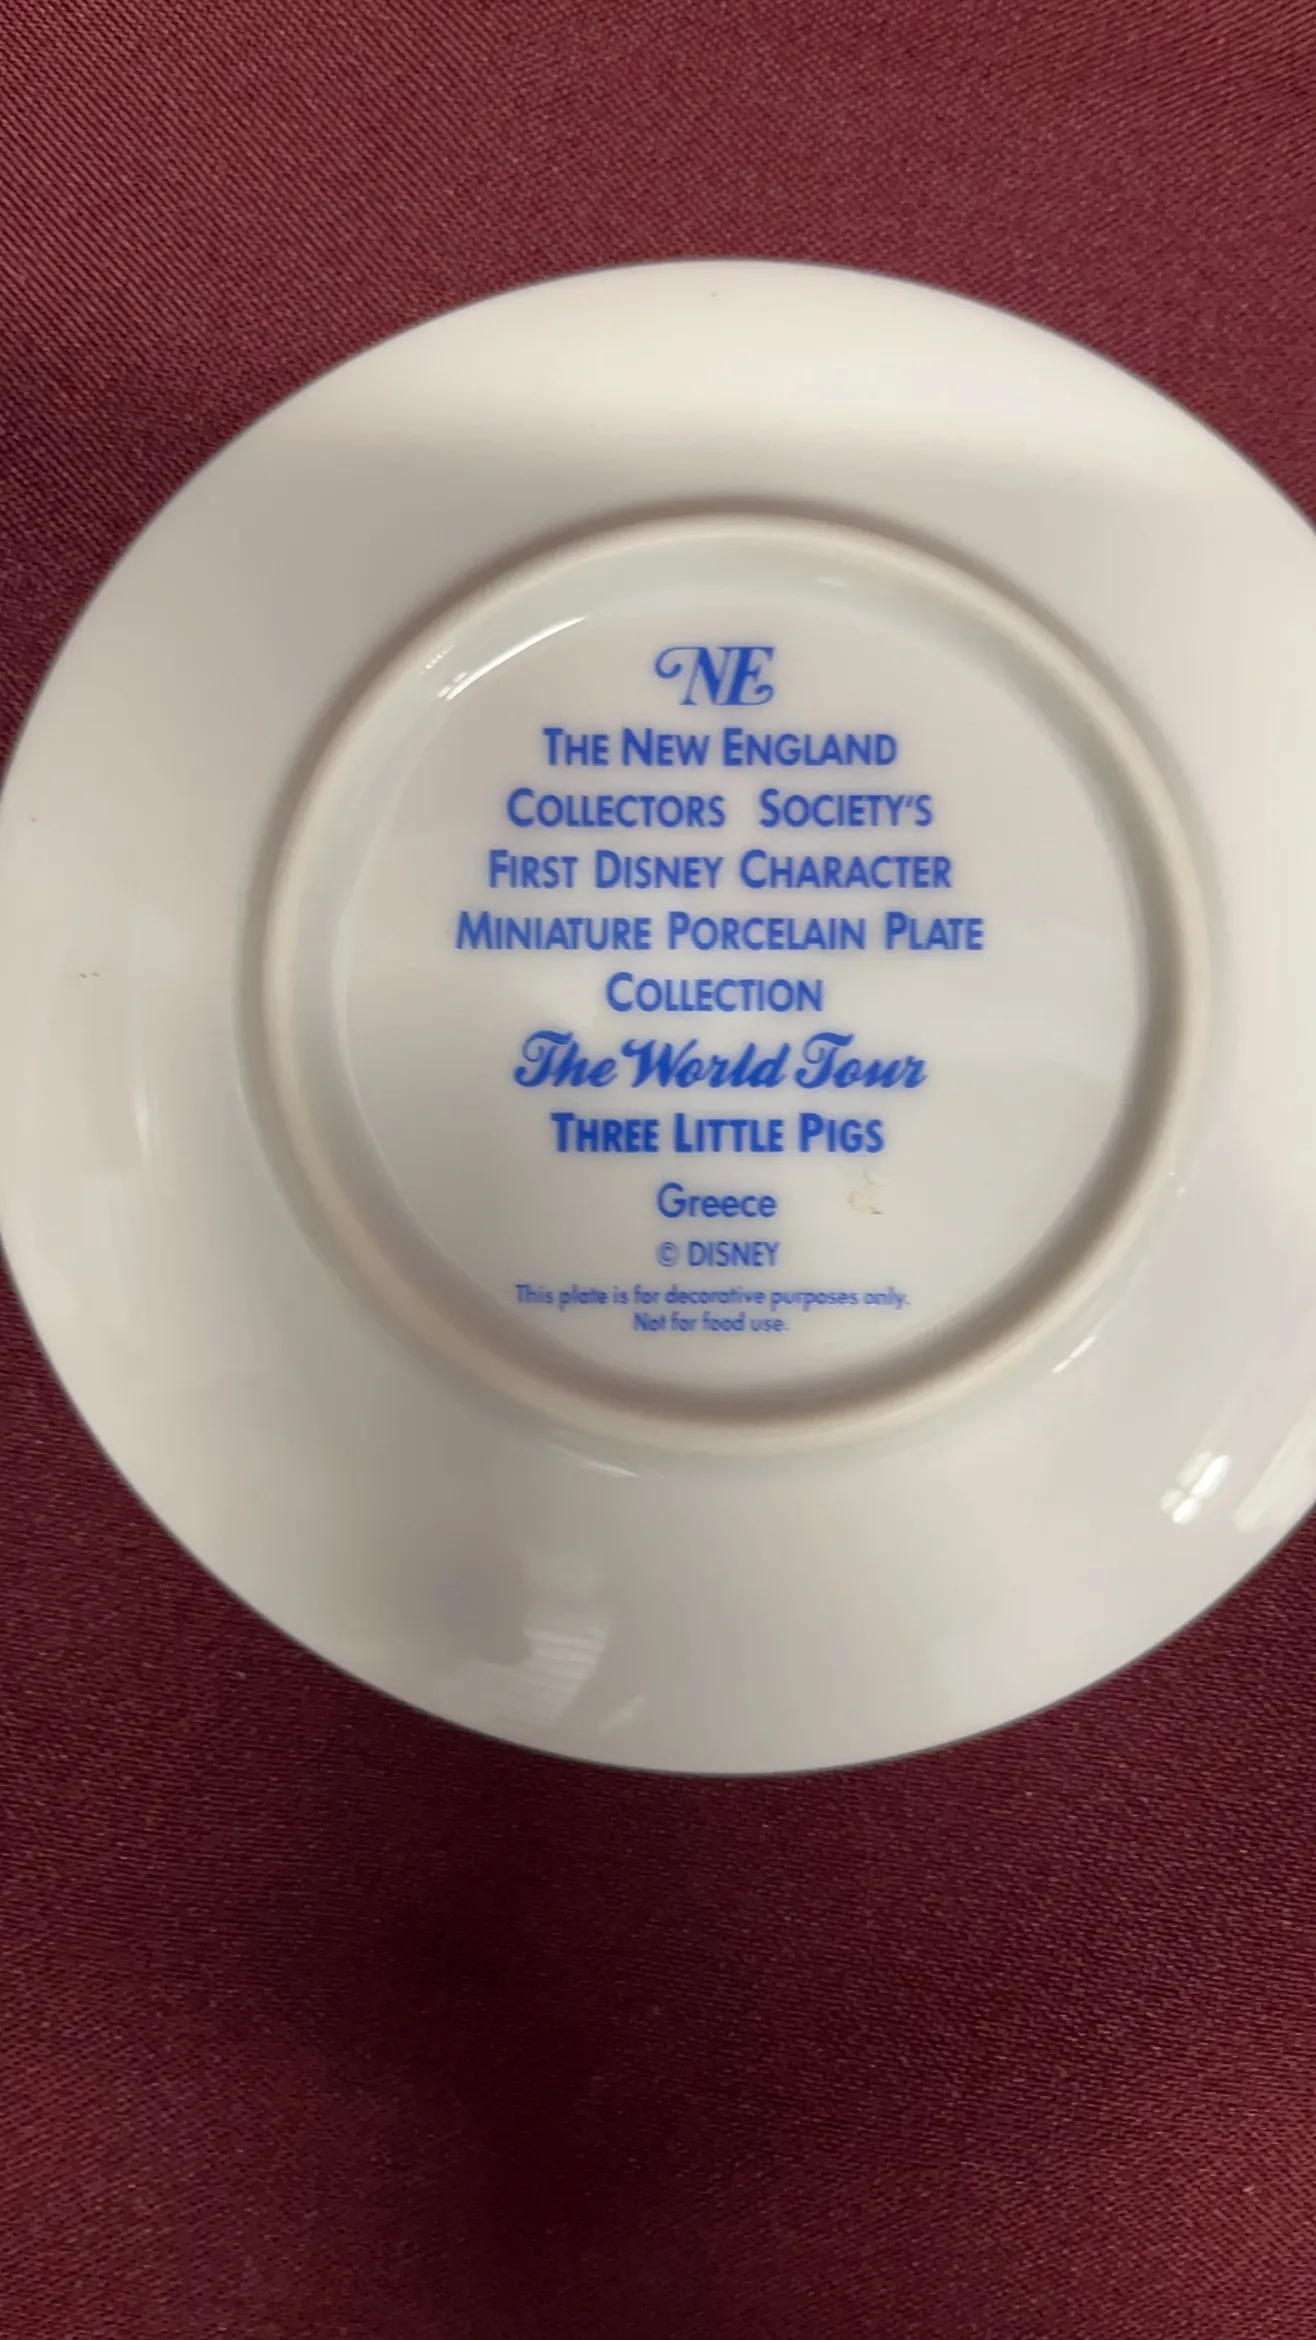 NE
THE NEW ENGLAND
COLLECTORS SOCIETY'S
FIRST DISNEY CHARACTER
MINIATURE PORCELAIN PLATE
COLLECTION
The World Tour
THREE LITTLE PIGS
Greece
© DISNEY
This plate is for decorative purposes only.
Not for food use.